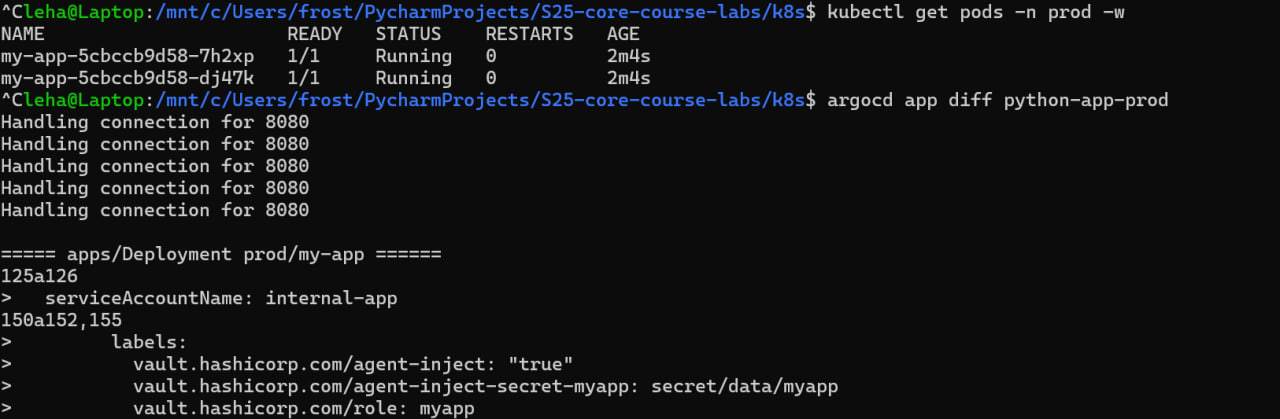 ^Cleha@Laptop:/mnt/c/Users/frost/PycharmProjects/S25-core-course-labs/k8s$ kubectl get pods -n prod -w
NAME                      READY   STATUS    RESTARTS   AGE
my-app-5cbccb9d58-7h2xp   1/1     Running   0          2m4s
my-app-5cbccb9d58-dj47k   1/1     Running   0          2m4s
^Cleha@Laptop:/mnt/c/Users/frost/PycharmProjects/S25-core-course-labs/k8s$ argocd app diff python-app-prod
Handling connection for 8080
Handling connection for 8080
Handling connection for 8080
Handling connection for 8080
Handling connection for 8080

===== apps/Deployment prod/my-app ======
125a126
>   serviceAccountName: internal-app
150a152,155
>         labels:
>           vault.hashicorp.com/agent-inject: "true"
>           vault.hashicorp.com/agent-inject-secret-myapp: secret/data/myapp
>           vault.hashicorp.com/role: myapp